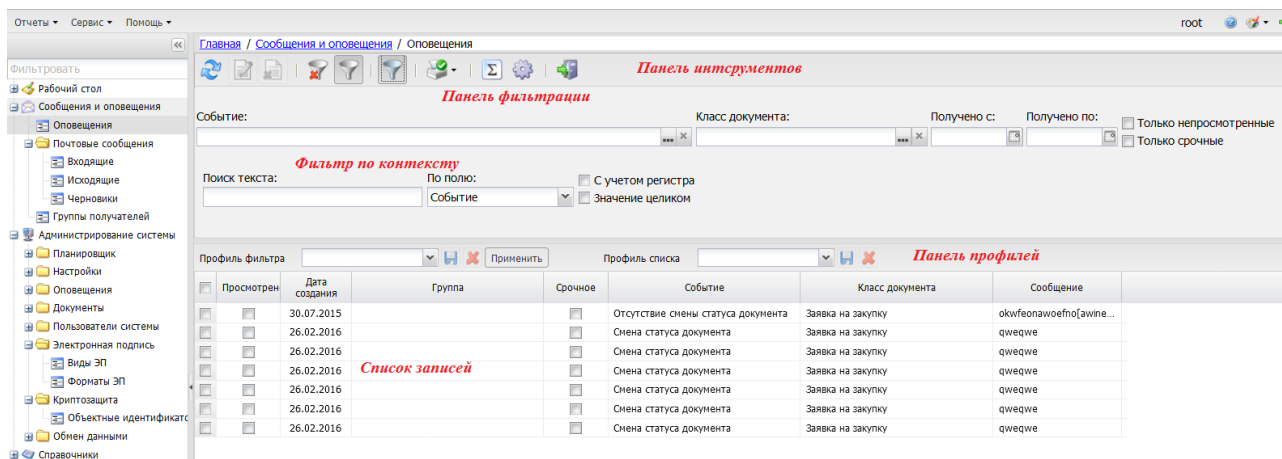 Отчеты Сервис Помощь root
Главная / Сообщения и оповещения / Оповещения
Фильтровать
Рабочий стол
Сообщения и оповещения
Оповещения
Почтовые сообщения
Входящие
Исходящие
Черновики
Группы получателей
Администрирование системы
Планировщик
Настройки
Оповещения
Документы
Пользователи системы
Электронная подпись
Виды ЭП
Форматы ЭП
Криптозащита
Объектные идентификато
Обмен данными
Справочники
Панель интсрументов
Панель фильтрации
Событие: Класс документа: Получено с: Получено по:
Только непросмотренные
Только срочные
Фильтр по контексту
Поиск текста: По полю:
Событие
С учетом регистра
Значение целиком
Профиль фильтра Применить Профиль списка Панель профилей
Просмотрен Дата создания Группа Срочное Событие Класс документа Сообщение
30.07.2015 Отсутствие смены статуса документа Заявка на закупку okwfeonawoefno[awine...
26.02.2016 Смена статуса документа Заявка на закупку qweqwe
26.02.2016 Смена статуса документа Заявка на закупку qweqwe
26.02.2016 Список записей Смена статуса документа Заявка на закупку qweqwe
26.02.2016 Смена статуса документа Заявка на закупку qweqwe
26.02.2016 Смена статуса документа Заявка на закупку qweqwe
26.02.2016 Смена статуса документа Заявка на закупку qweqwe